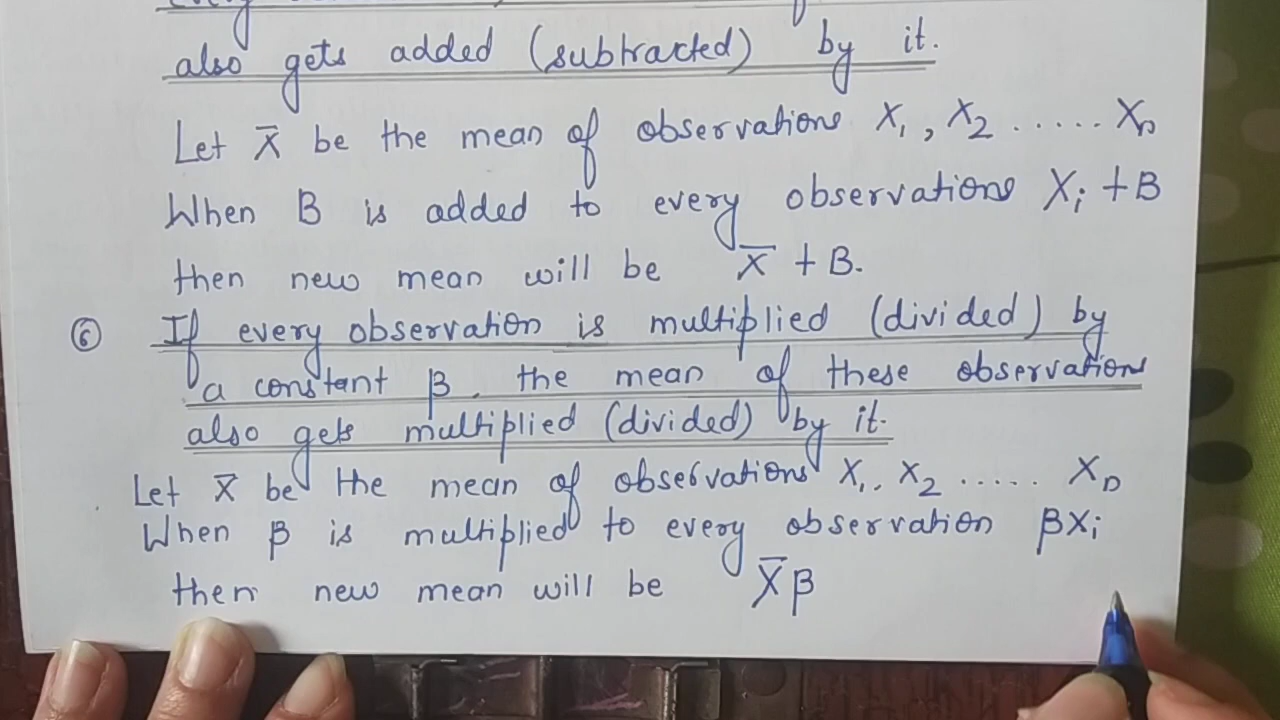 also gets added (subtracted) by it.
Let X̄ be the mean of observations X₁, X₂ ..... Xₙ
When B is added to every observations Xᵢ + B
then new mean will be X̄ + B.
⑥ If every observation is multiplied (divided) by
a constant β, the mean of these observations
also gets multiplied (divided) by it.
Let X̄ be the mean of observations X₁, X₂ ..... Xₙ
When β is multiplied to every observation βXᵢ
then new mean will be X̄β